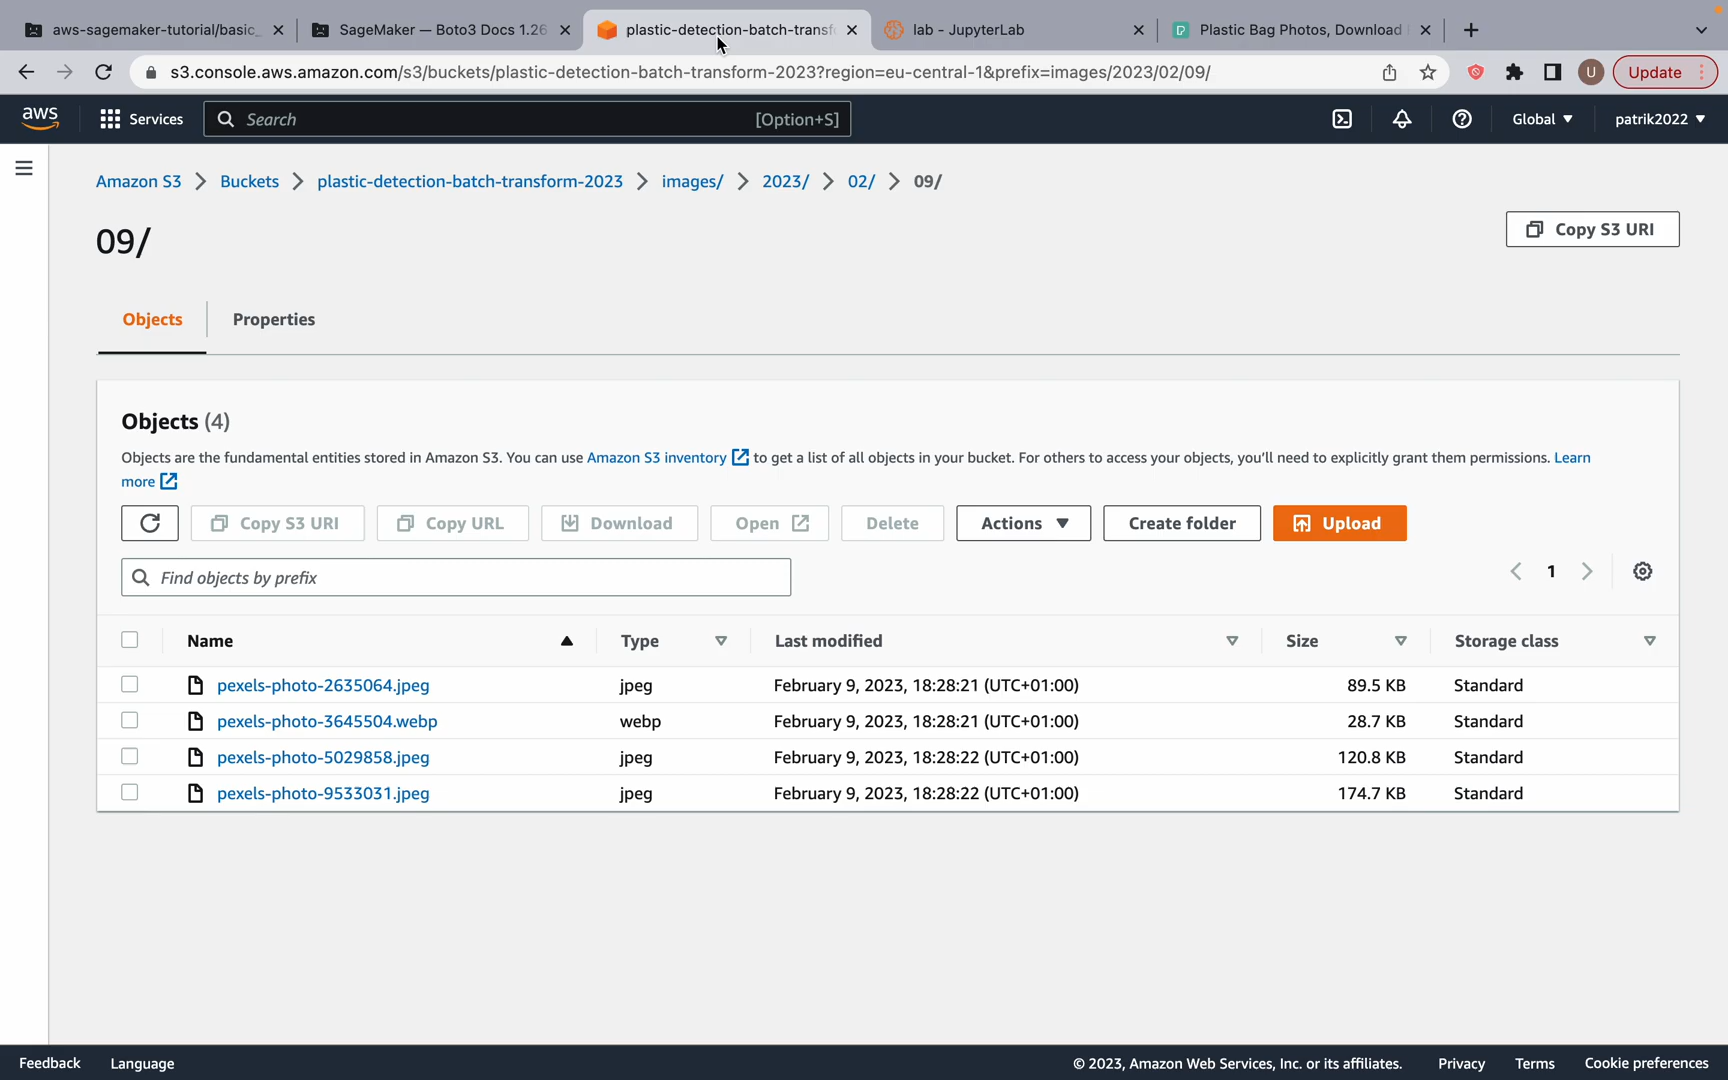 aws-sagemaker-tutorial/basic_
SageMaker — Boto3 Docs 1.26
plastic-detection-batch-transf
lab - JupyterLab
Plastic Bag Photos, Download
s3.console.aws.amazon.com/s3/buckets/plastic-detection-batch-transform-2023?region=eu-central-1&prefix=images/2023/02/09/
U
Update
aws
Services
Search
[Option+S]
Global
patrik2022
Amazon S3 > Buckets > plastic-detection-batch-transform-2023 > images/ > 2023/ > 02/ > 09/
09/
Copy S3 URI
Objects
Properties
Objects (4)
Objects are the fundamental entities stored in Amazon S3. You can use Amazon S3 inventory to get a list of all objects in your bucket. For others to access your objects, you'll need to explicitly grant them permissions. Learn
more
Copy S3 URI
Copy URL
Download
Open
Delete
Actions
Create folder
Upload
Find objects by prefix
1
Name Type Last modified Size Storage class
pexels-photo-2635064.jpeg jpeg February 9, 2023, 18:28:21 (UTC+01:00) 89.5 KB Standard
pexels-photo-3645504.webp webp February 9, 2023, 18:28:21 (UTC+01:00) 28.7 KB Standard
pexels-photo-5029858.jpeg jpeg February 9, 2023, 18:28:22 (UTC+01:00) 120.8 KB Standard
pexels-photo-9533031.jpeg jpeg February 9, 2023, 18:28:22 (UTC+01:00) 174.7 KB Standard
Feedback
Language
© 2023, Amazon Web Services, Inc. or its affiliates.
Privacy
Terms
Cookie preferences